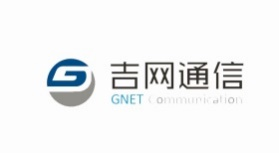 吉网通信
GNET Communication